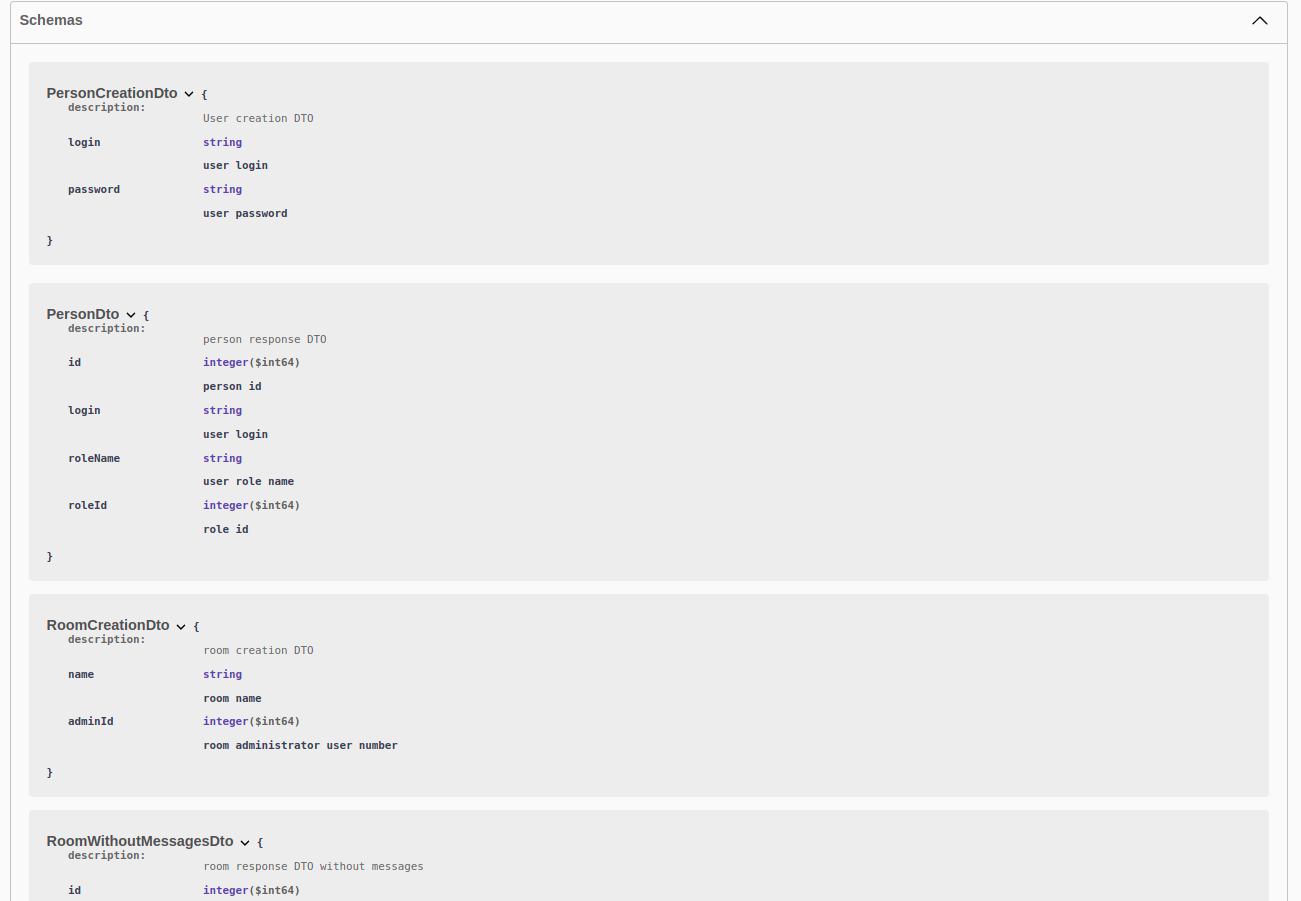 Schemas
PersonCreationDto {
description:
User creation DTO
login string
user login
password string
user password
}
PersonDto {
description:
person response DTO
id integer($int64)
person id
login string
user login
roleName string
user role name
roleId integer($int64)
role id
}
RoomCreationDto {
description:
room creation DTO
name string
room name
adminId integer($int64)
room administrator user number
}
RoomWithoutMessagesDto {
description:
room response DTO without messages
id integer($int64)